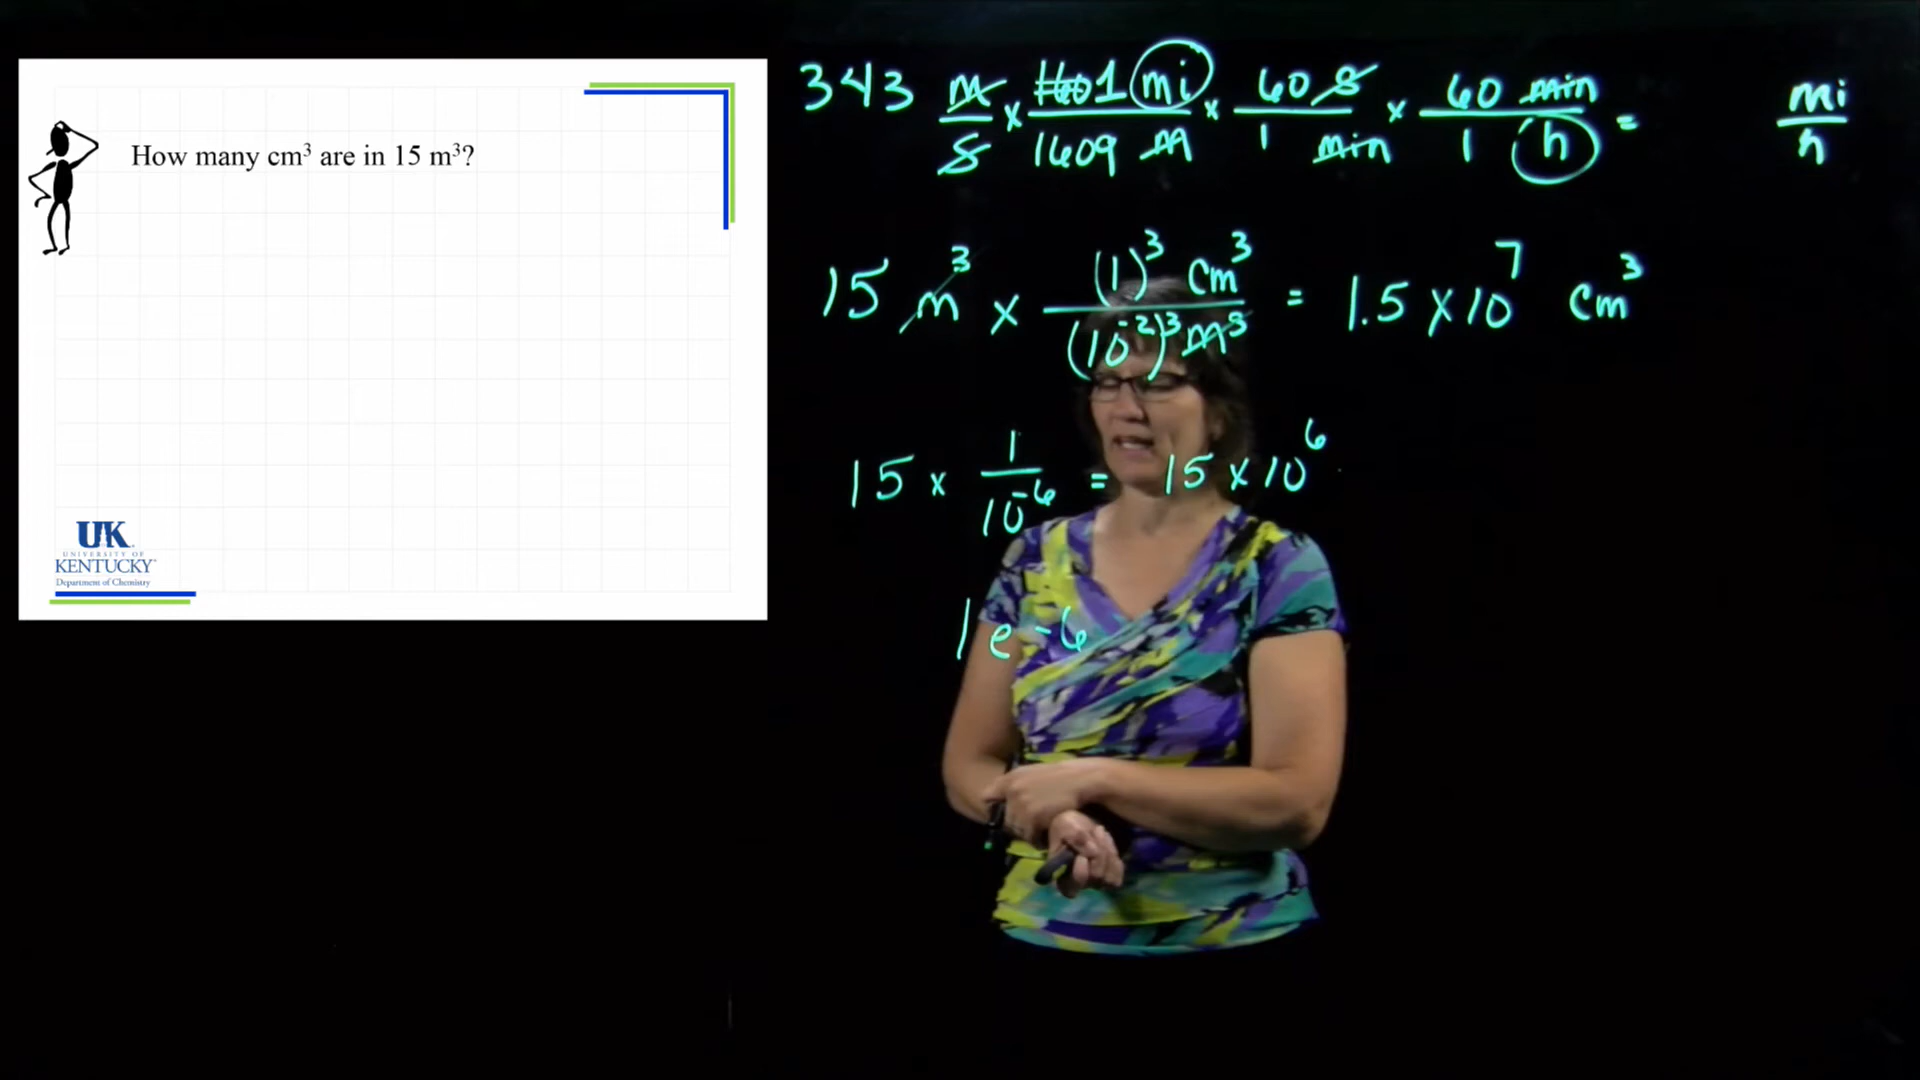 How many cm³ are in 15 m³?
UK
UNIVERSITY OF
KENTUCKY
Department of Chemistry
343 m/s × 1 mi/1609 m × 60 s/1 min × 60 min/1 h = mi/h
15 m³ × (1)³ cm³/(10⁻²)³ m³ = 1.5 × 10⁷ cm³
15 × 1/10⁻⁶ = 15 × 10⁶
1 e -6